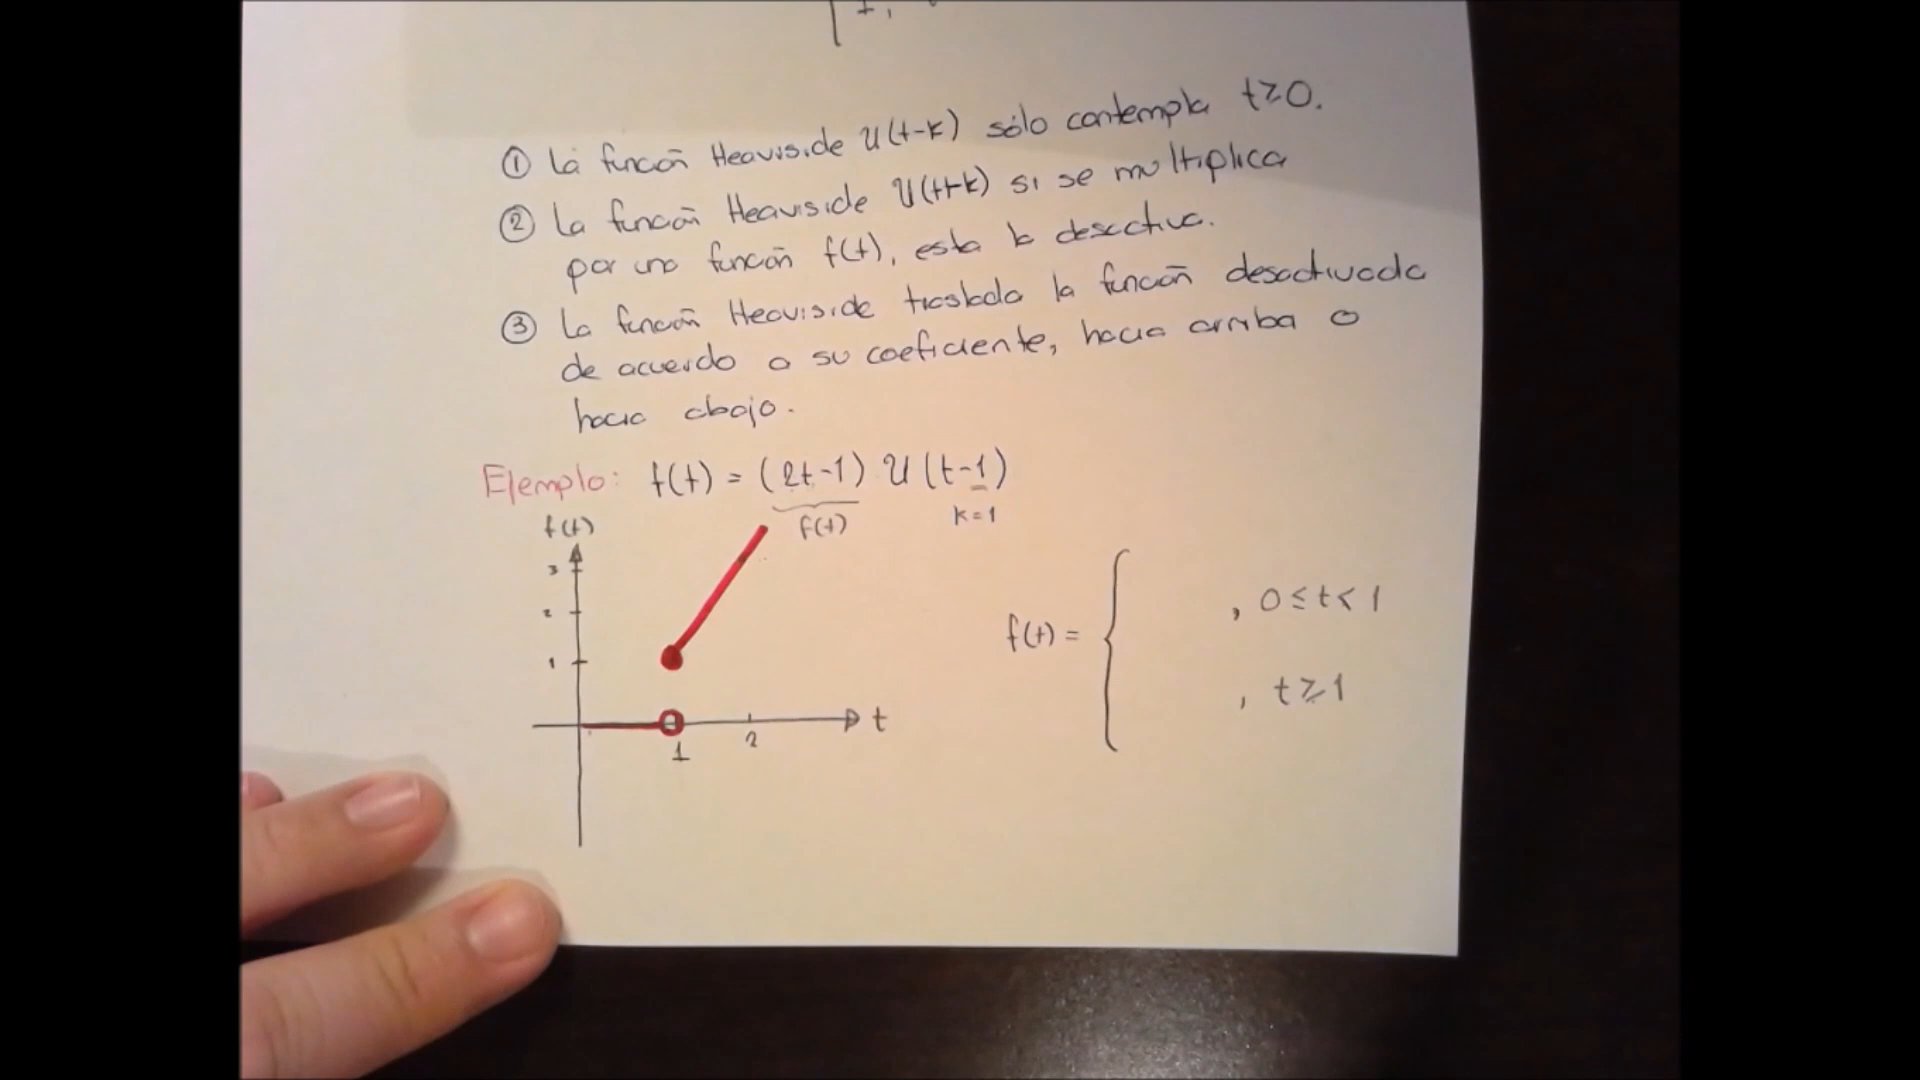 ① La función Heaviside U(t-k) sólo contempla t≥0.
② La función Heaviside U(t-k) si se multiplica
por una función f(t), esta la desactiva.
③ La función Heaviside traslada la función desactivada
de acuerdo a su coeficiente, hacia arriba o
hacia abajo.
Ejemplo: f(t) = (2t-1) U(t-1)
f(t) k=1
f(t)
3
2
1
1 2 t
f(t) = {
, 0≤t<1
, t≥1